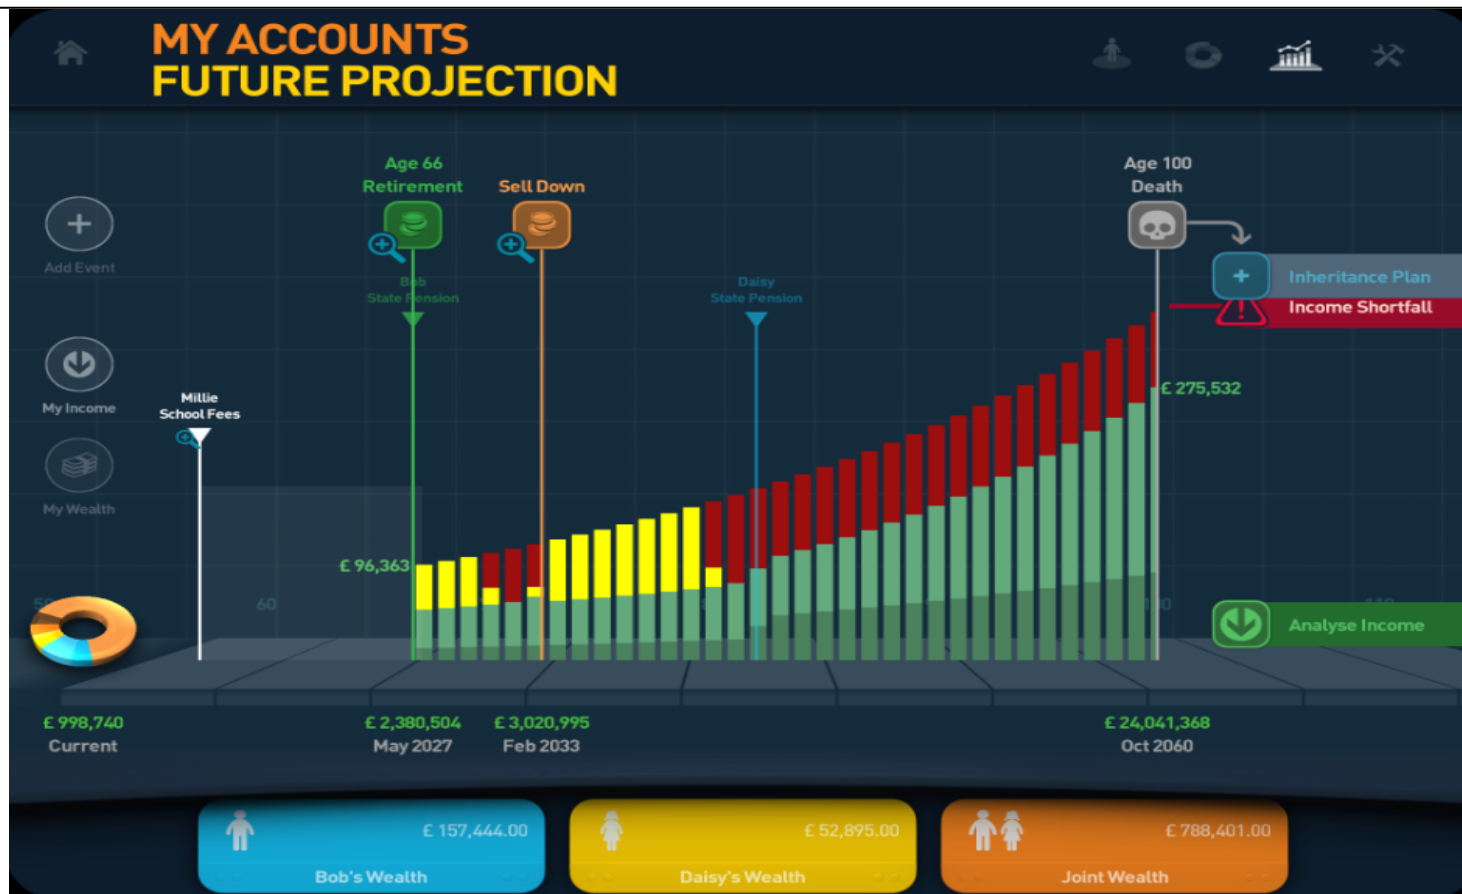 MY ACCOUNTS
FUTURE PROJECTION
Age 66
Retirement
Sell Down
Age 100
Death
Add Event
Bob
State Pension
Daisy
State Pension
Inheritance Plan
Income Shortfall
My Income
Millie
School Fees
£ 275,532
My Wealth
£ 96,363
60
Analyse Income
£ 998,740
Current
£ 2,380,504
May 2027
£ 3,020,995
Feb 2033
£ 24,041,368
Oct 2060
£ 157,444.00
Bob's Wealth
£ 52,895.00
Daisy's Wealth
£ 788,401.00
Joint Wealth